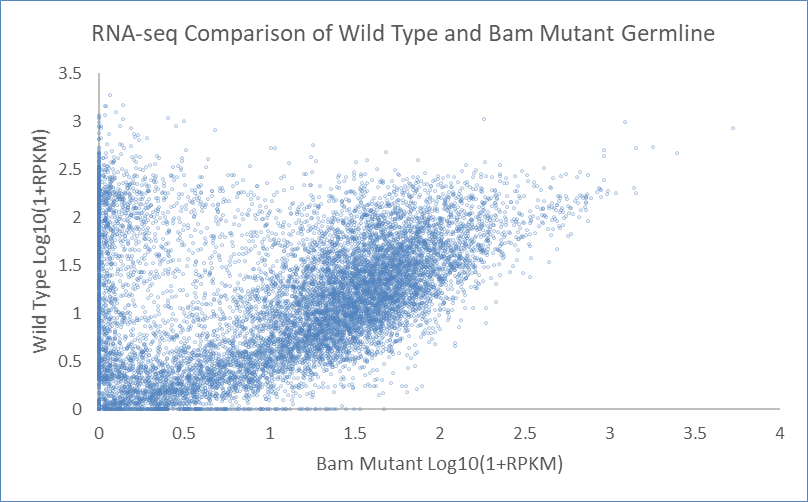 RNA-seq Comparison of Wild Type and Bam Mutant Germline
3.5
3
2.5
2
1.5
1
0.5
0
Wild Type Log10(1+RPKM)
0 0.5 1 1.5 2 2.5 3 3.5 4
Bam Mutant Log10(1+RPKM)